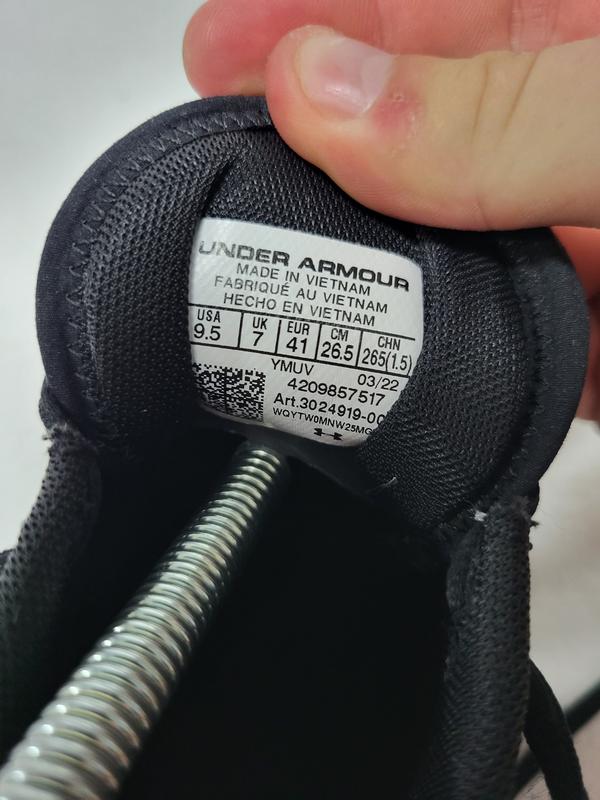 UNDER ARMOUR
MADE IN VIETNAM
FABRIQUÉ AU VIETNAM
HECHO EN VIETNAM
USA UK EUR CM CHN
9.5 7 41 26.5 265(1.5)
YMUV 03/22
4209857517
Art.3024919-00
WQYTW0MNW25MG